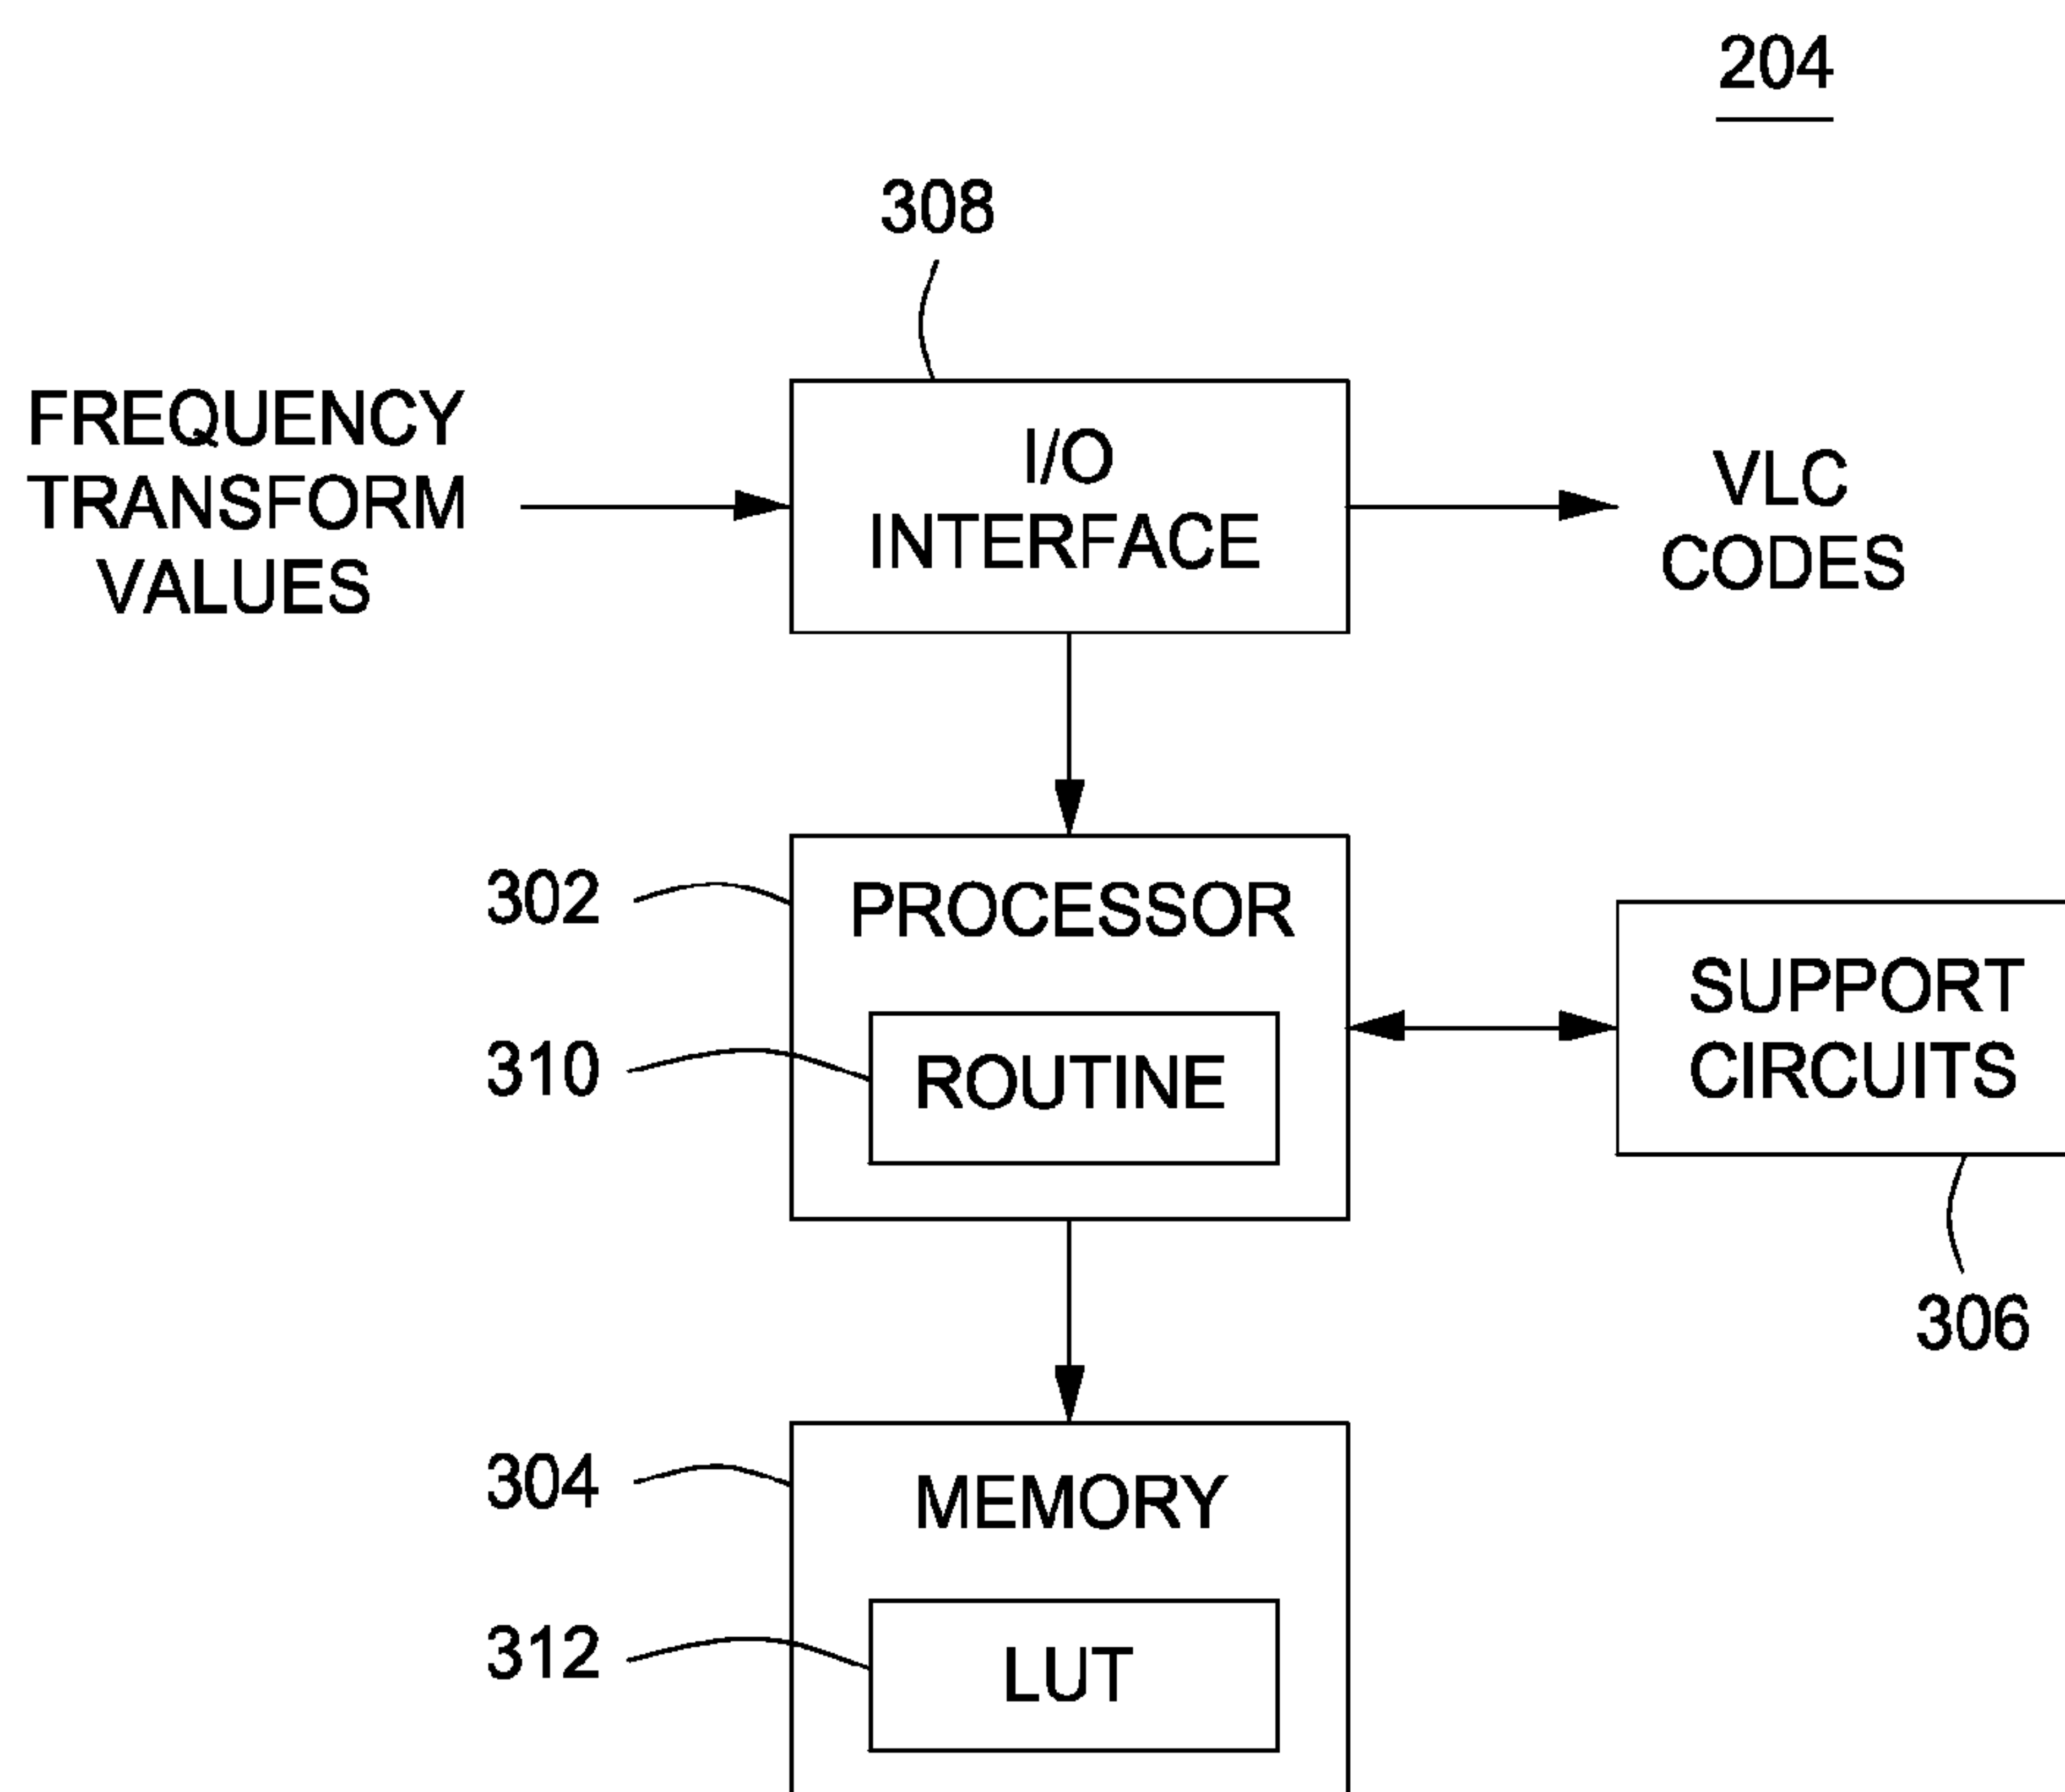 204
308
FREQUENCY
TRANSFORM
VALUES
I/O
INTERFACE
VLC
CODES
302
PROCESSOR
310
ROUTINE
SUPPORT
CIRCUITS
306
304
MEMORY
312
LUT